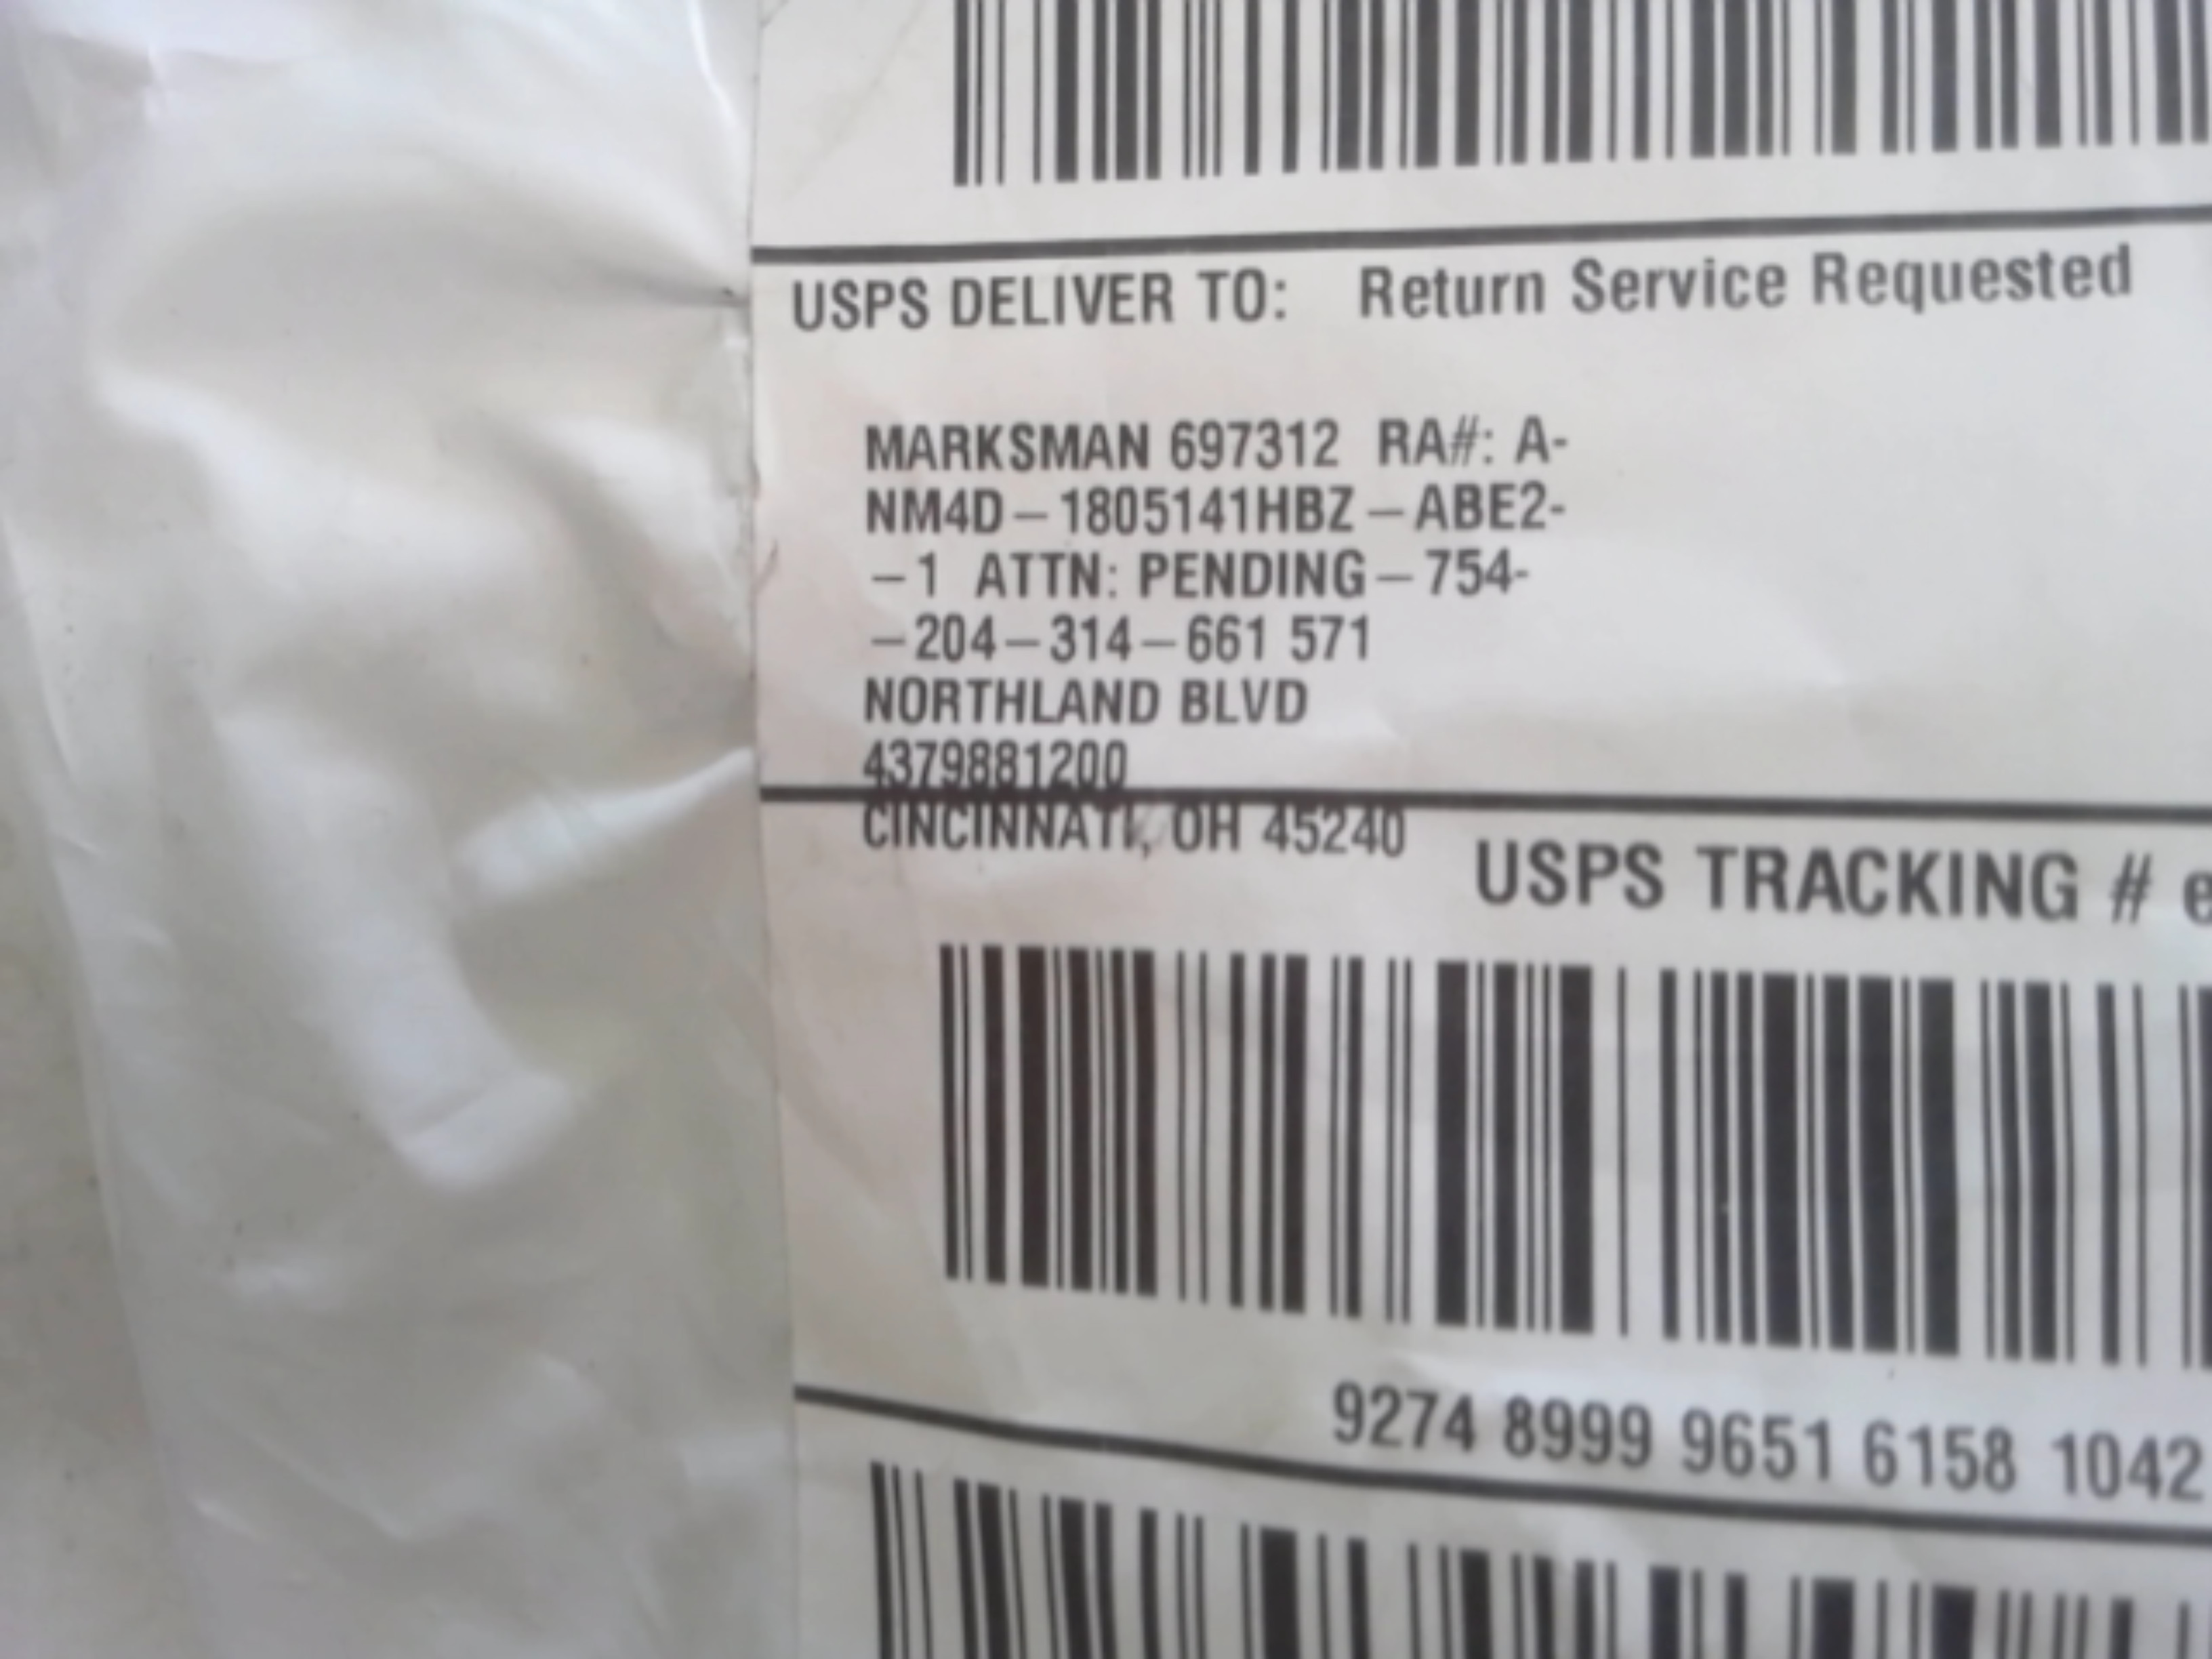 USPS DELIVER TO: Return Service Requested
MARKSMAN 697312 RA#: A-
NM4D-1805141HBZ-ABE2-
-1 ATTN: PENDING-754-
-204-314-661 571
NORTHLAND BLVD
4379881200
CINCINNATI, OH 45240
USPS TRACKING # e
9274 8999 9651 6158 1042